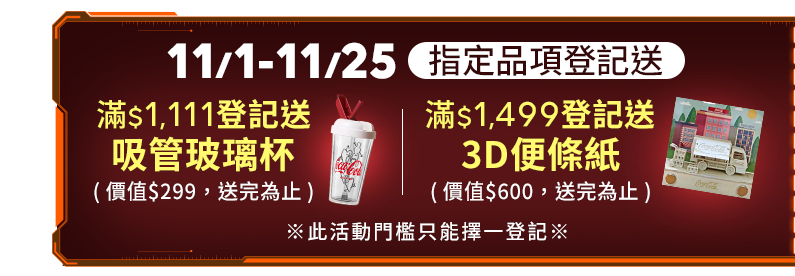 11/1-11/25 指定品項登記送
滿$1,111登記送
吸管玻璃杯
(價值$299，送完為止)
Coca-Cola
滿$1,499登記送
3D便條紙
(價值$600，送完為止)
※此活動門檻只能擇一登記※